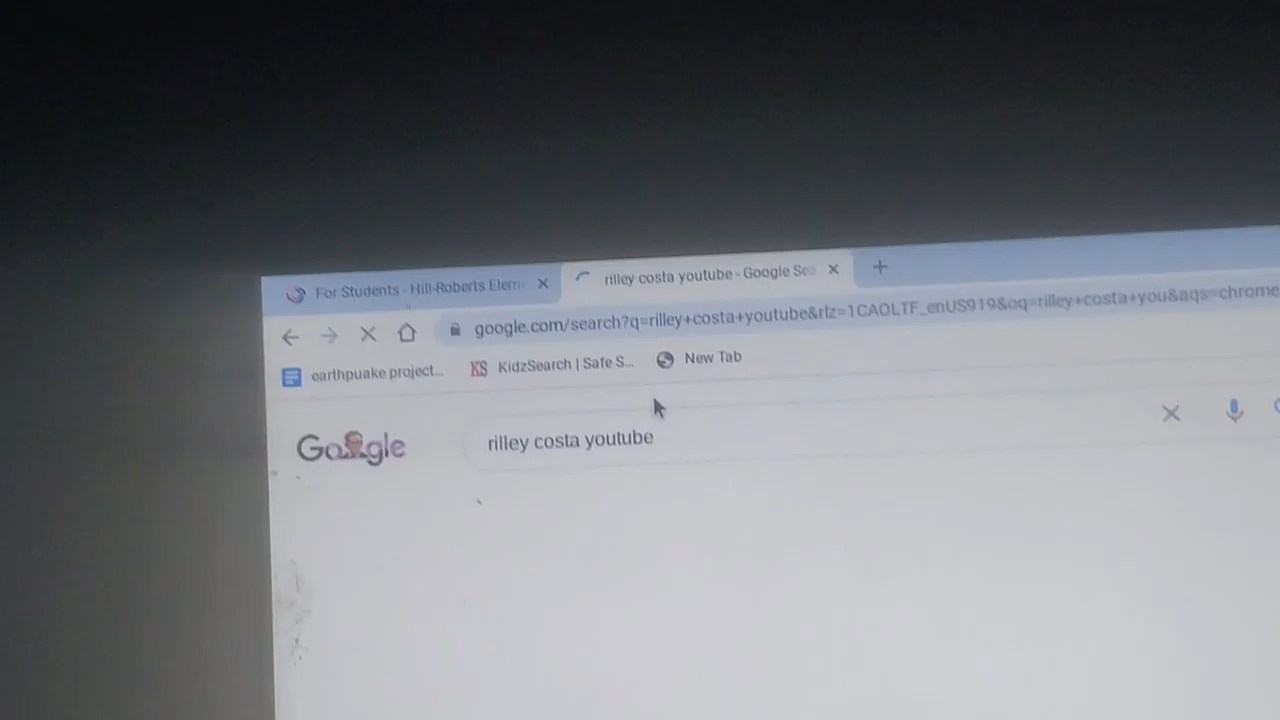 For Students - Hill-Roberts Elem
rilley costa youtube - Google Sea
google.com/search?q=rilley+costa+youtube&rlz=1CAOLTF_enUS919&oq=rilley+costa+you&aqs=chrome
earthpuake project...
KS KidzSearch | Safe S...
New Tab
Google
rilley costa youtube